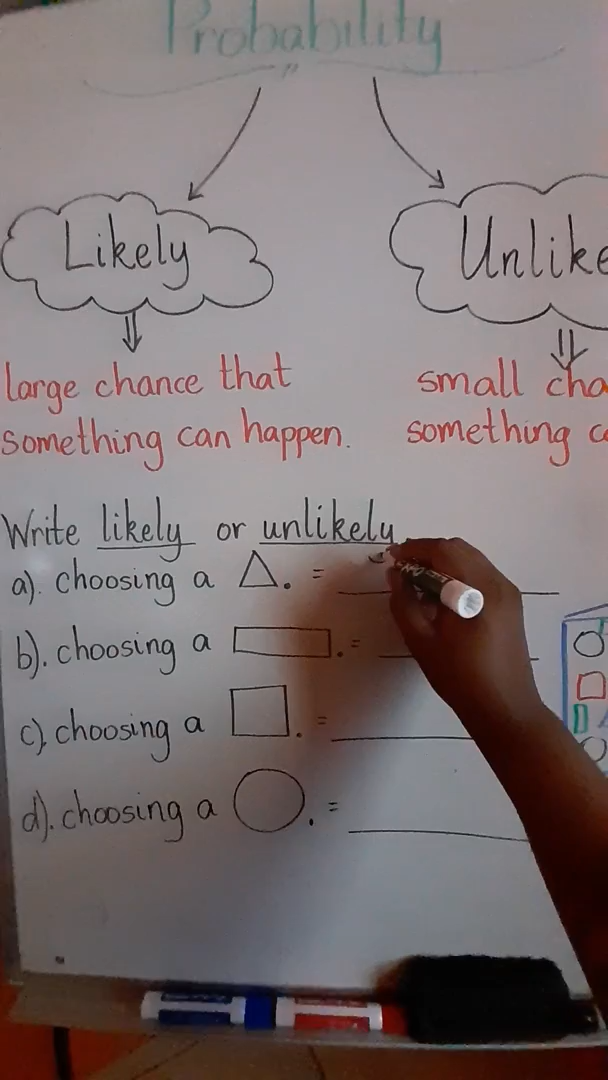 Probability
Likely
Unlike
large chance that
something can happen.
small cha
something c
Write likely or unlikely
a). choosing a . =
b). choosing a . =
c). choosing a . =
d). choosing a . =